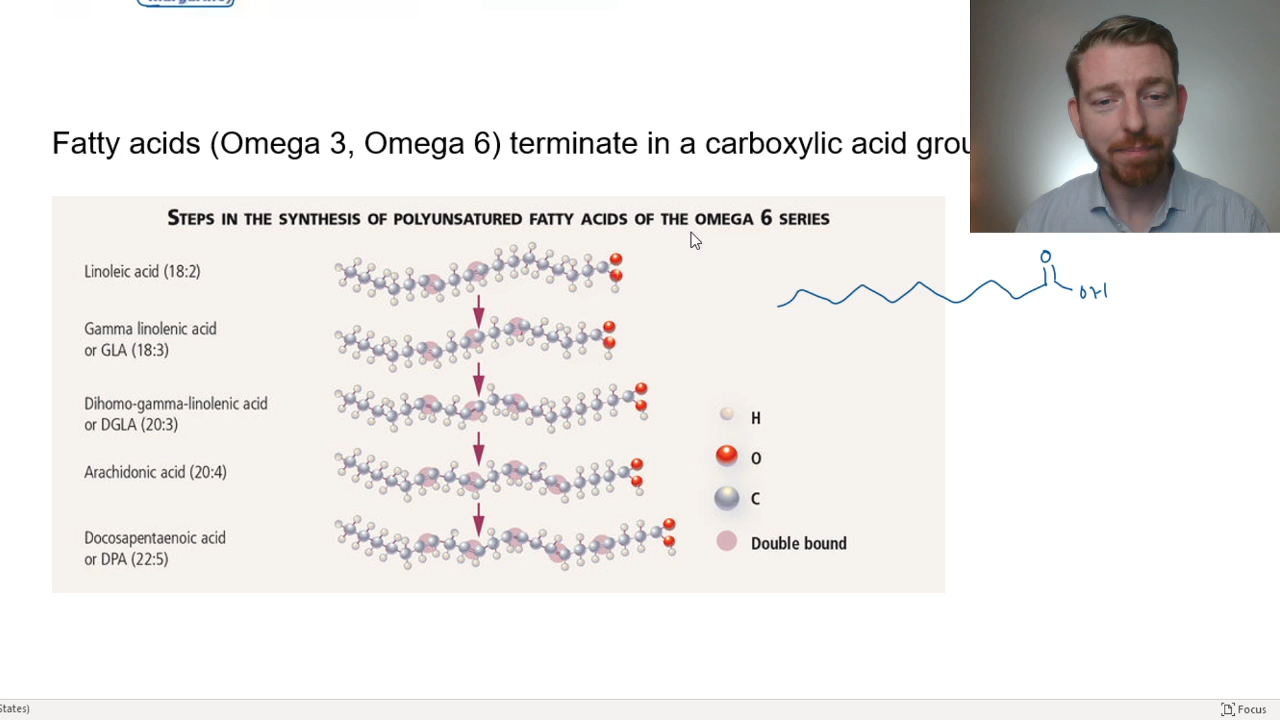 Fatty acids (Omega 3, Omega 6) terminate in a carboxylic acid grou
STEPS IN THE SYNTHESIS OF POLYUNSATURED FATTY ACIDS OF THE OMEGA 6 SERIES
Linoleic acid (18:2)
Gamma linolenic acid
or GLA (18:3)
Dihomo-gamma-linolenic acid
or DGLA (20:3)
Arachidonic acid (20:4)
Docosapentaenoic acid
or DPA (22:5)
H
O
C
Double bound
O
OH
States)
Focus